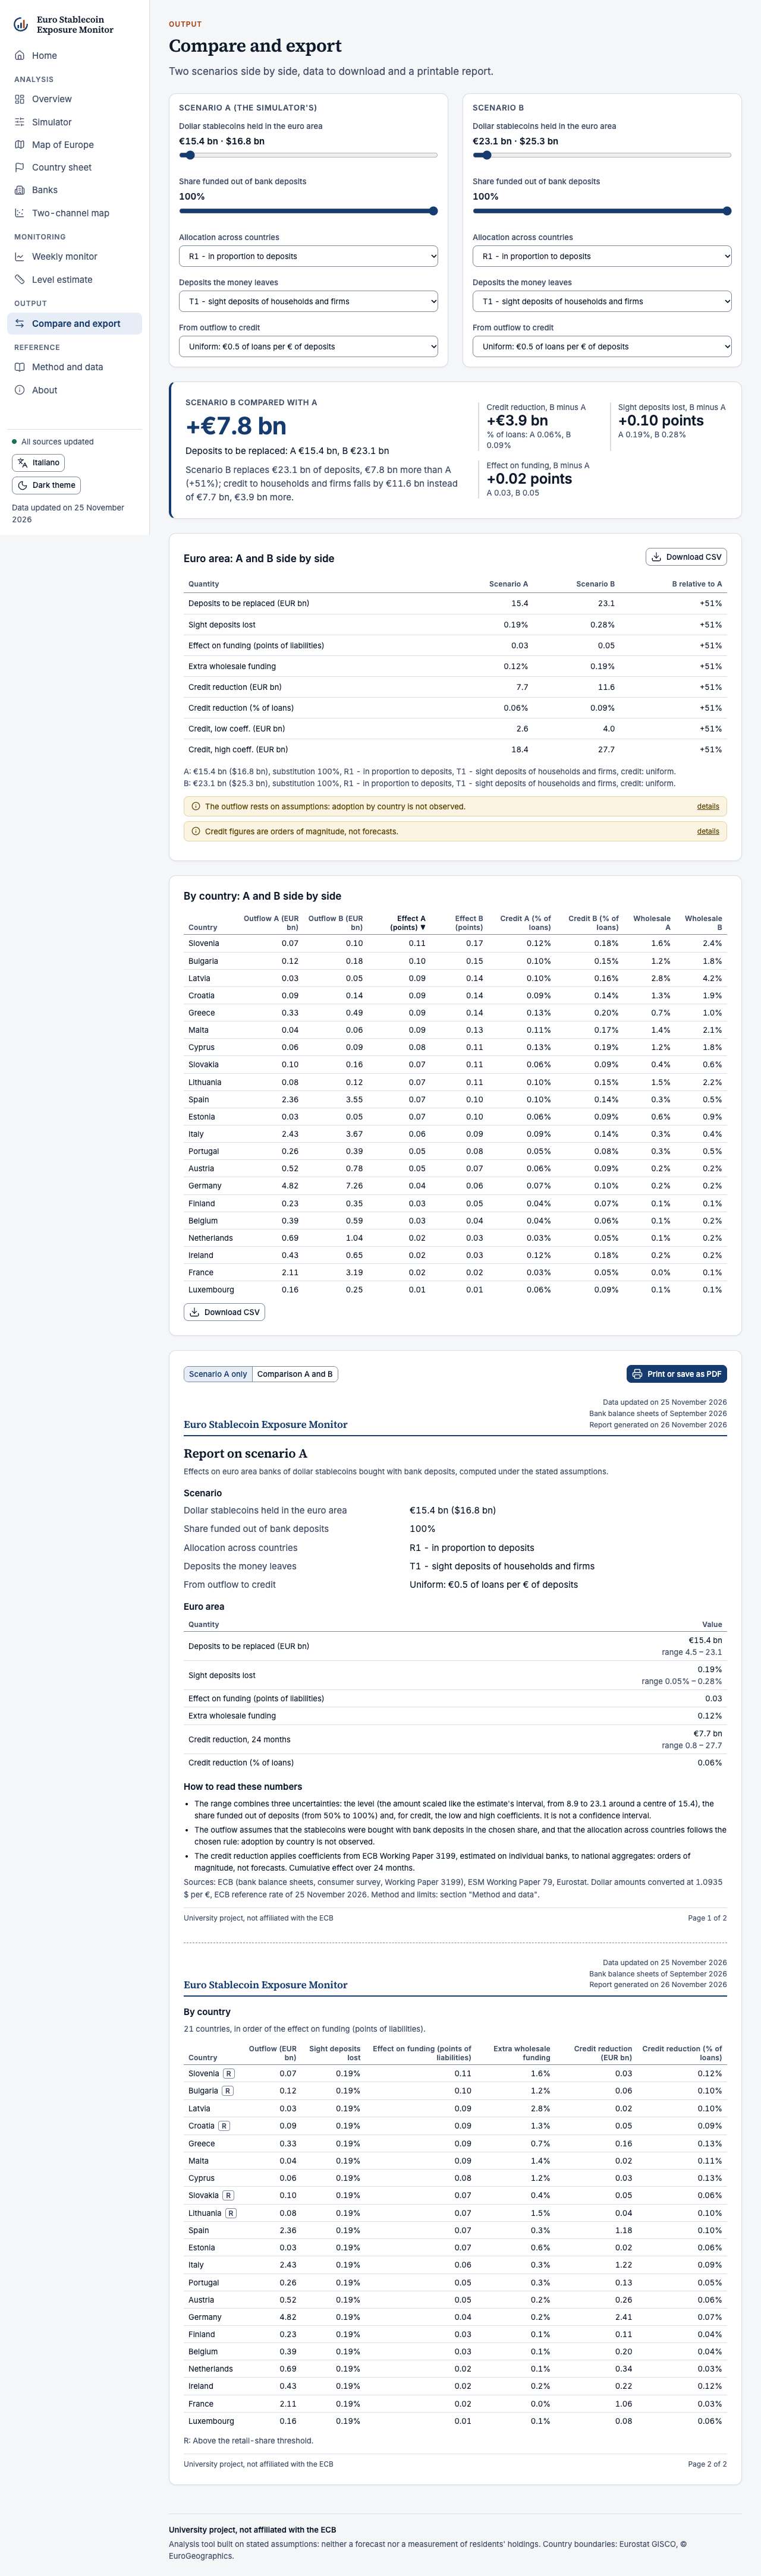 Euro Stablecoin
Exposure Monitor
Home
ANALYSIS
Overview
Simulator
Map of Europe
Country sheet
Banks
Two-channel map
MONITORING
Weekly monitor
Level estimate
OUTPUT
Compare and export
REFERENCE
Method and data
About
All sources updated
Italiano
Dark theme
Data updated on 25 November
2026
OUTPUT
Compare and export
Two scenarios side by side, data to download and a printable report.
SCENARIO A (THE SIMULATOR'S)
Dollar stablecoins held in the euro area
€15.4 bn · $16.8 bn
Share funded out of bank deposits
100%
Allocation across countries
R1 - in proportion to deposits
Deposits the money leaves
T1 - sight deposits of households and firms
From outflow to credit
Uniform: €0.5 of loans per € of deposits
SCENARIO B
Dollar stablecoins held in the euro area
€23.1 bn · $25.3 bn
Share funded out of bank deposits
100%
Allocation across countries
R1 - in proportion to deposits
Deposits the money leaves
T1 - sight deposits of households and firms
From outflow to credit
Uniform: €0.5 of loans per € of deposits
SCENARIO B COMPARED WITH A
+€7.8 bn
Deposits to be replaced: A €15.4 bn, B €23.1 bn
Scenario B replaces €23.1 bn of deposits, €7.8 bn more than A
(+51%); credit to households and firms falls by €11.6 bn instead
of €7.7 bn, €3.9 bn more.
Credit reduction, B minus A
+€3.9 bn
% of loans: A 0.06%, B
0.09%
Sight deposits lost, B minus A
+0.10 points
A 0.19%, B 0.28%
Effect on funding, B minus A
+0.02 points
A 0.03, B 0.05
Euro area: A and B side by side
Download CSV
Quantity Scenario A Scenario B B relative to A
Deposits to be replaced (EUR bn) 15.4 23.1 +51%
Sight deposits lost 0.19% 0.28% +51%
Effect on funding (points of liabilities) 0.03 0.05 +51%
Extra wholesale funding 0.12% 0.19% +51%
Credit reduction (EUR bn) 7.7 11.6 +51%
Credit reduction (% of loans) 0.06% 0.09% +51%
Credit, low coeff. (EUR bn) 2.6 4.0 +51%
Credit, high coeff. (EUR bn) 18.4 27.7 +51%
A: €15.4 bn ($16.8 bn), substitution 100%, R1 - in proportion to deposits, T1 - sight deposits of households and firms, credit: uniform.
B: €23.1 bn ($25.3 bn), substitution 100%, R1 - in proportion to deposits, T1 - sight deposits of households and firms, credit: uniform.
The outflow rests on assumptions: adoption by country is not observed. details
Credit figures are orders of magnitude, not forecasts. details
By country: A and B side by side
Country Outflow A (EUR bn) Outflow B (EUR bn) Effect A (points) ▼ Effect B (points) Credit A (% of loans) Credit B (% of loans) Wholesale A Wholesale B
Slovenia 0.07 0.10 0.11 0.17 0.12% 0.18% 1.6% 2.4%
Bulgaria 0.12 0.18 0.10 0.15 0.10% 0.15% 1.2% 1.8%
Latvia 0.03 0.05 0.09 0.14 0.10% 0.16% 2.8% 4.2%
Croatia 0.09 0.14 0.09 0.14 0.09% 0.14% 1.3% 1.9%
Greece 0.33 0.49 0.09 0.14 0.13% 0.20% 0.7% 1.0%
Malta 0.04 0.06 0.09 0.13 0.11% 0.17% 1.4% 2.1%
Cyprus 0.06 0.09 0.08 0.11 0.13% 0.19% 1.2% 1.8%
Slovakia 0.10 0.16 0.07 0.11 0.06% 0.09% 0.4% 0.6%
Lithuania 0.08 0.12 0.07 0.11 0.10% 0.15% 1.5% 2.2%
Spain 2.36 3.55 0.07 0.10 0.10% 0.14% 0.3% 0.5%
Estonia 0.03 0.05 0.07 0.10 0.06% 0.09% 0.6% 0.9%
Italy 2.43 3.67 0.06 0.09 0.09% 0.14% 0.3% 0.4%
Portugal 0.26 0.39 0.05 0.08 0.05% 0.08% 0.3% 0.5%
Austria 0.52 0.78 0.05 0.07 0.06% 0.09% 0.2% 0.2%
Germany 4.82 7.26 0.04 0.06 0.07% 0.10% 0.2% 0.2%
Finland 0.23 0.35 0.03 0.05 0.04% 0.07% 0.1% 0.1%
Belgium 0.39 0.59 0.03 0.04 0.04% 0.06% 0.1% 0.2%
Netherlands 0.69 1.04 0.02 0.03 0.03% 0.05% 0.1% 0.2%
Ireland 0.43 0.65 0.02 0.03 0.12% 0.18% 0.2% 0.2%
France 2.11 3.19 0.02 0.02 0.03% 0.05% 0.0% 0.1%
Luxembourg 0.16 0.25 0.01 0.01 0.06% 0.09% 0.1% 0.1%
Download CSV
Scenario A only Comparison A and B
Print or save as PDF
Data updated on 25 November 2026
Bank balance sheets of September 2026
Euro Stablecoin Exposure Monitor Report generated on 26 November 2026
Report on scenario A
Effects on euro area banks of dollar stablecoins bought with bank deposits, computed under the stated assumptions.
Scenario
Dollar stablecoins held in the euro area €15.4 bn ($16.8 bn)
Share funded out of bank deposits 100%
Allocation across countries R1 - in proportion to deposits
Deposits the money leaves T1 - sight deposits of households and firms
From outflow to credit Uniform: €0.5 of loans per € of deposits
Euro area
Quantity Value
Deposits to be replaced (EUR bn) €15.4 bn
range 4.5 – 23.1
Sight deposits lost 0.19%
range 0.05% – 0.28%
Effect on funding (points of liabilities) 0.03
Extra wholesale funding 0.12%
Credit reduction, 24 months €7.7 bn
range 0.8 – 27.7
Credit reduction (% of loans) 0.06%
How to read these numbers
• The range combines three uncertainties: the level (the amount scaled like the estimate's interval, from 8.9 to 23.1 around a centre of 15.4), the
share funded out of deposits (from 50% to 100%) and, for credit, the low and high coefficients. It is not a confidence interval.
• The outflow assumes that the stablecoins were bought with bank deposits in the chosen share, and that the allocation across countries follows the
chosen rule: adoption by country is not observed.
• The credit reduction applies coefficients from ECB Working Paper 3199, estimated on individual banks, to national aggregates: orders of
magnitude, not forecasts. Cumulative effect over 24 months.
Sources: ECB (bank balance sheets, consumer survey, Working Paper 3199), ESM Working Paper 79, Eurostat. Dollar amounts converted at 1.0935
$ per €, ECB reference rate of 25 November 2026. Method and limits: section "Method and data".
University project, not affiliated with the ECB Page 1 of 2
Data updated on 25 November 2026
Bank balance sheets of September 2026
Euro Stablecoin Exposure Monitor Report generated on 26 November 2026
By country
21 countries, in order of the effect on funding (points of liabilities).
Country Outflow (EUR bn) Sight deposits lost Effect on funding (points of liabilities) Extra wholesale funding Credit reduction (EUR bn) Credit reduction (% of loans)
Slovenia R 0.07 0.19% 0.11 1.6% 0.03 0.12%
Bulgaria R 0.12 0.19% 0.10 1.2% 0.06 0.10%
Latvia 0.03 0.19% 0.09 2.8% 0.02 0.10%
Croatia R 0.09 0.19% 0.09 1.3% 0.05 0.09%
Greece 0.33 0.19% 0.09 0.7% 0.16 0.13%
Malta 0.04 0.19% 0.09 1.4% 0.02 0.11%
Cyprus 0.06 0.19% 0.08 1.2% 0.03 0.13%
Slovakia R 0.10 0.19% 0.07 0.4% 0.05 0.06%
Lithuania R 0.08 0.19% 0.07 1.5% 0.04 0.10%
Spain 2.36 0.19% 0.07 0.3% 1.18 0.10%
Estonia 0.03 0.19% 0.07 0.6% 0.02 0.06%
Italy 2.43 0.19% 0.06 0.3% 1.22 0.09%
Portugal 0.26 0.19% 0.05 0.3% 0.13 0.05%
Austria 0.52 0.19% 0.05 0.2% 0.26 0.06%
Germany 4.82 0.19% 0.04 0.2% 2.41 0.07%
Finland 0.23 0.19% 0.03 0.1% 0.11 0.04%
Belgium 0.39 0.19% 0.03 0.1% 0.20 0.04%
Netherlands 0.69 0.19% 0.02 0.1% 0.34 0.03%
Ireland 0.43 0.19% 0.02 0.2% 0.22 0.12%
France 2.11 0.19% 0.02 0.0% 1.06 0.03%
Luxembourg 0.16 0.19% 0.01 0.1% 0.08 0.06%
R: Above the retail-share threshold.
University project, not affiliated with the ECB Page 2 of 2
University project, not affiliated with the ECB
Analysis tool built on stated assumptions: neither a forecast nor a measurement of residents' holdings. Country boundaries: Eurostat GISCO, ©
EuroGeographics.